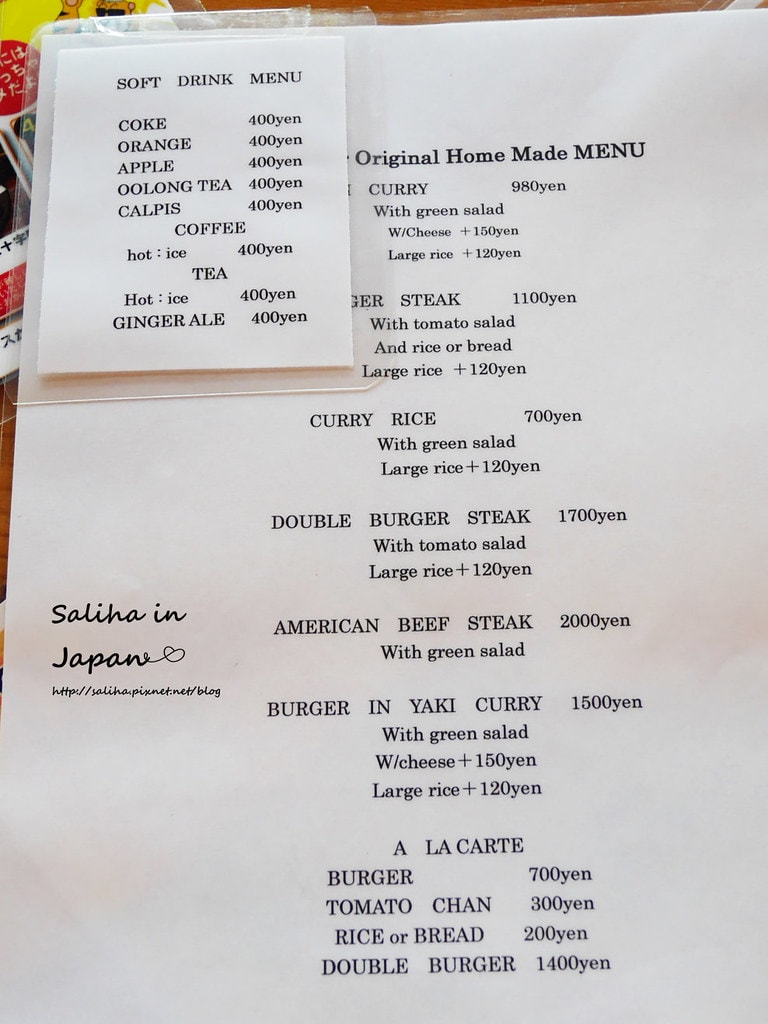 SOFT DRINK MENU
COKE 400yen
ORANGE 400yen
APPLE 400yen
OOLONG TEA 400yen
CALPIS 400yen
COFFEE
hot : ice 400yen
TEA
Hot : ice 400yen
GINGER ALE 400yen
Original Home Made MENU
CURRY 980yen
With green salad
W/Cheese +150yen
Large rice +120yen
GER STEAK 1100yen
With tomato salad
And rice or bread
Large rice +120yen
CURRY RICE 700yen
With green salad
Large rice+120yen
DOUBLE BURGER STEAK 1700yen
With tomato salad
Large rice+120yen
AMERICAN BEEF STEAK 2000yen
With green salad
BURGER IN YAKI CURRY 1500yen
With green salad
W/cheese+150yen
Large rice+120yen
A LA CARTE
BURGER 700yen
TOMATO CHAN 300yen
RICE or BREAD 200yen
DOUBLE BURGER 1400yen
Saliha in
Japan
http://saliha.pixnet.net/blog